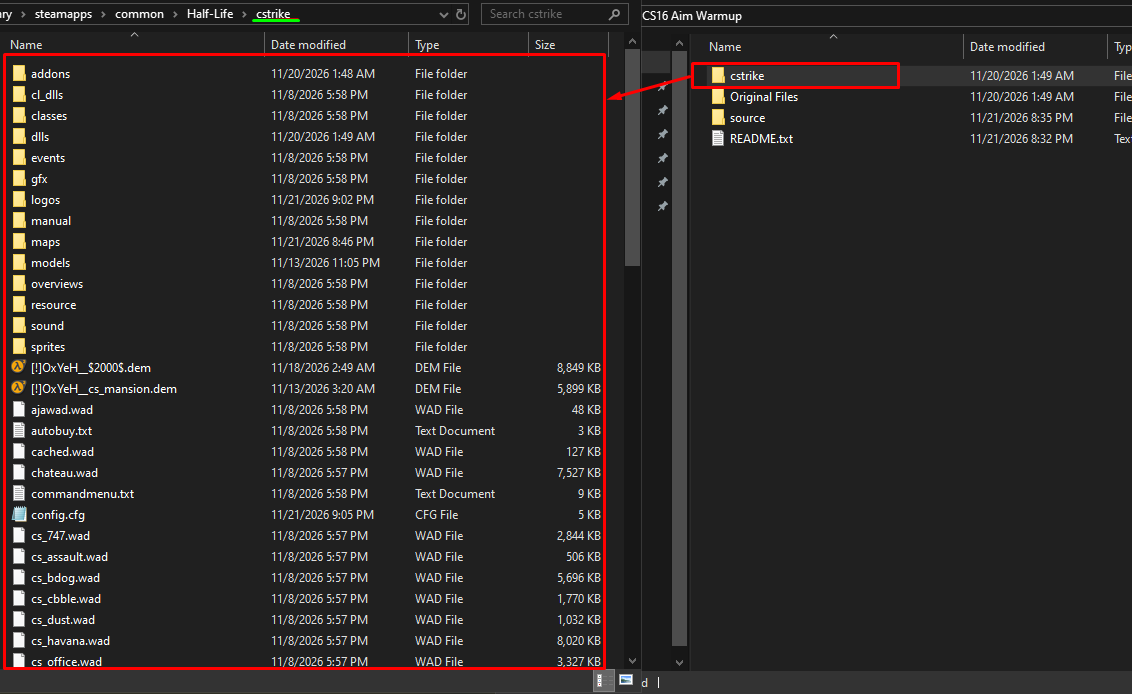 ry > steamapps > common > Half-Life > cstrike
Search cstrike
Name Date modified Type Size
addons 11/20/2026 1:48 AM File folder
cl_dlls 11/8/2026 5:58 PM File folder
classes 11/8/2026 5:58 PM File folder
dlls 11/20/2026 1:49 AM File folder
events 11/8/2026 5:58 PM File folder
gfx 11/8/2026 5:58 PM File folder
logos 11/21/2026 9:02 PM File folder
manual 11/8/2026 5:58 PM File folder
maps 11/21/2026 8:46 PM File folder
models 11/13/2026 11:05 PM File folder
overviews 11/8/2026 5:58 PM File folder
resource 11/8/2026 5:58 PM File folder
sound 11/8/2026 5:58 PM File folder
sprites 11/8/2026 5:58 PM File folder
[!]OxYeH__$2000$.dem 11/18/2026 2:49 AM DEM File 8,849 KB
[!]OxYeH__cs_mansion.dem 11/13/2026 3:20 AM DEM File 5,899 KB
ajawad.wad 11/8/2026 5:58 PM WAD File 48 KB
autobuy.txt 11/8/2026 5:58 PM Text Document 3 KB
cached.wad 11/8/2026 5:58 PM WAD File 127 KB
chateau.wad 11/8/2026 5:57 PM WAD File 7,527 KB
commandmenu.txt 11/8/2026 5:58 PM Text Document 9 KB
config.cfg 11/21/2026 9:05 PM CFG File 5 KB
cs_747.wad 11/8/2026 5:57 PM WAD File 2,844 KB
cs_assault.wad 11/8/2026 5:57 PM WAD File 506 KB
cs_bdog.wad 11/8/2026 5:57 PM WAD File 5,696 KB
cs_cbble.wad 11/8/2026 5:57 PM WAD File 1,770 KB
cs_dust.wad 11/8/2026 5:57 PM WAD File 1,032 KB
cs_havana.wad 11/8/2026 5:57 PM WAD File 8,020 KB
cs_office.wad 11/8/2026 5:57 PM WAD File 3,327 KB
CS16 Aim Warmup
Name Date modified Typ
cstrike 11/20/2026 1:49 AM File
Original Files 11/20/2026 1:49 AM File
source 11/21/2026 8:35 PM File
README.txt 11/21/2026 8:32 PM Tex
d |